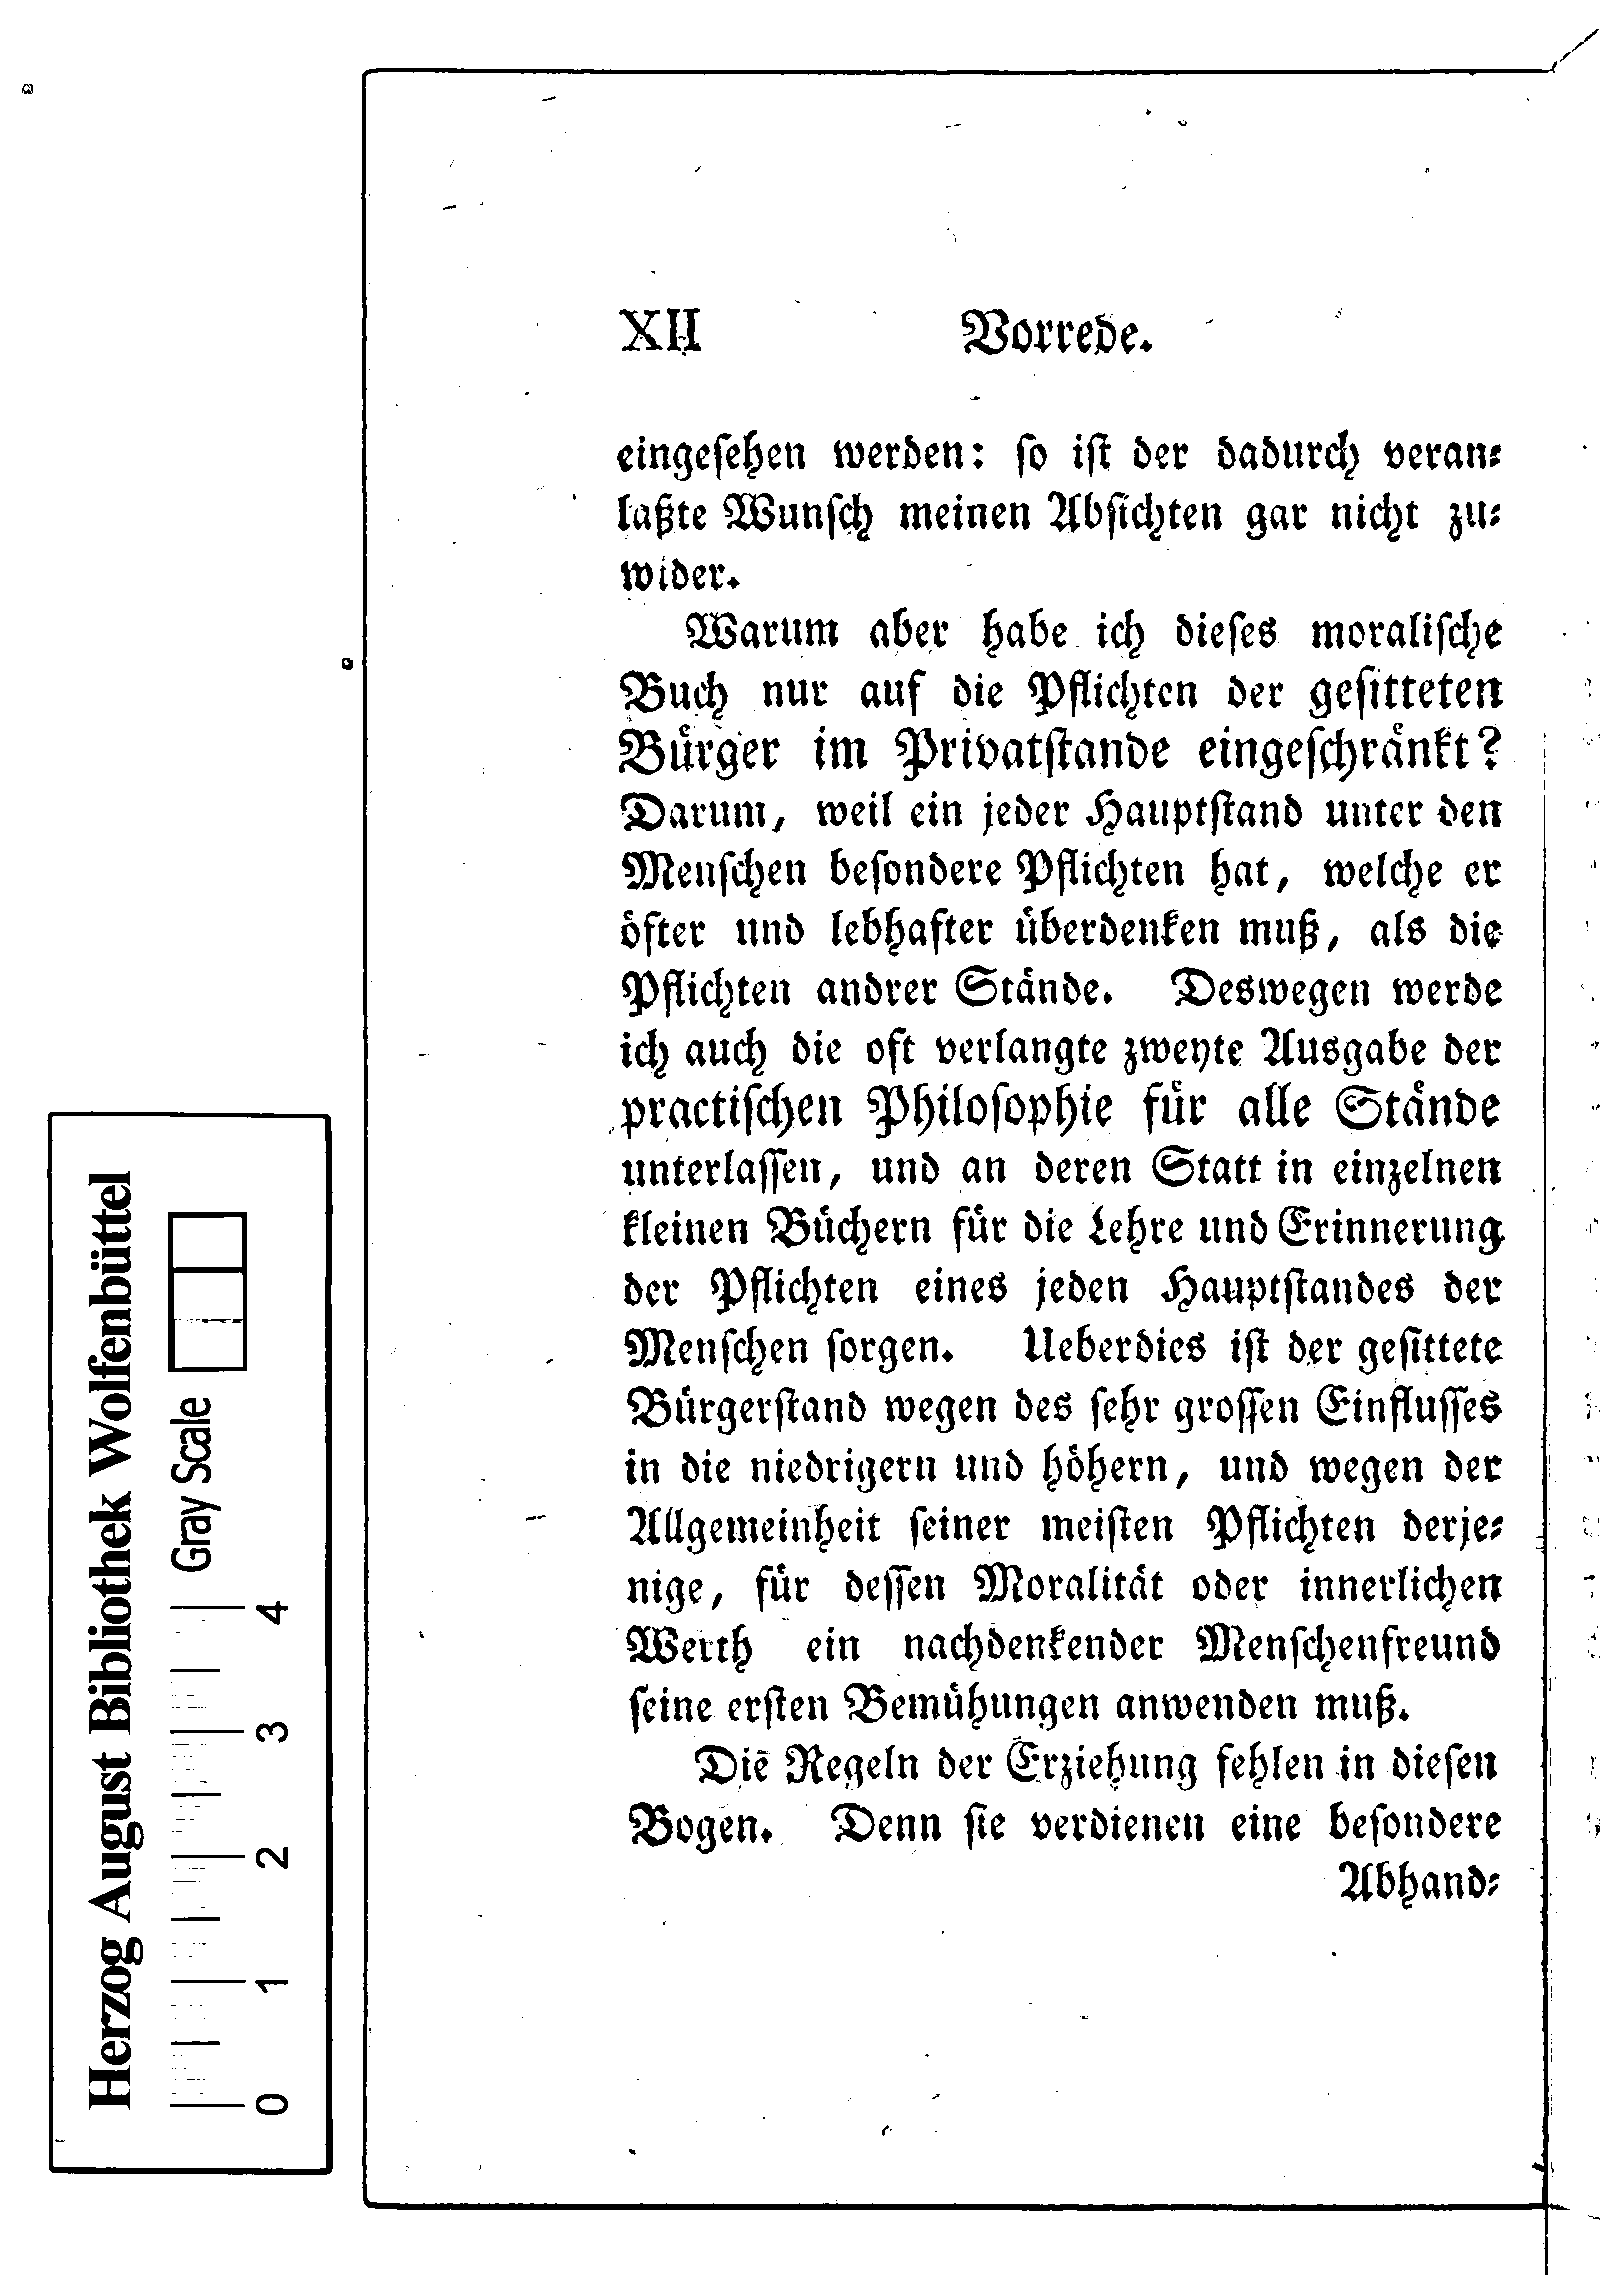 XII Vorrede.
eingeſehen werden: ſo iſt der dadurch veran⸗
laßte Wunſch meinen Abſichten gar nicht zu⸗
wider.
Warum aber habe ich dieſes moraliſche
Buch nur auf die Pflichten der geſitteten
Bürger im Privatſtande eingeſchränkt?
Darum, weil ein jeder Hauptſtand unter den
Menſchen beſondere Pflichten hat, welche er
öfter und lebhafter überdenken muß, als die
Pflichten andrer Stände. Deswegen werde
ich auch die oft verlangte zweyte Ausgabe der
practiſchen Philoſophie für alle Stände
unterlaſſen, und an deren Statt in einzelnen
kleinen Büchern für die Lehre und Erinnerung
der Pflichten eines jeden Hauptſtandes der
Menſchen ſorgen. Ueberdies iſt der geſittete
Bürgerſtand wegen des ſehr groſſen Einfluſſes
in die niedrigern und höhern, und wegen der
Allgemeinheit ſeiner meiſten Pflichten derje⸗
nige, für deſſen Moralität oder innerlichen
Werth ein nachdenkender Menſchenfreund
ſeine erſten Bemühungen anwenden muß.
Die Regeln der Erziehung fehlen in dieſen
Bogen. Denn ſie verdienen eine beſondere
Abhand⸗
Herzog August Bibliothek Wolfenbüttel
Gray Scale
0 1 2 3 4